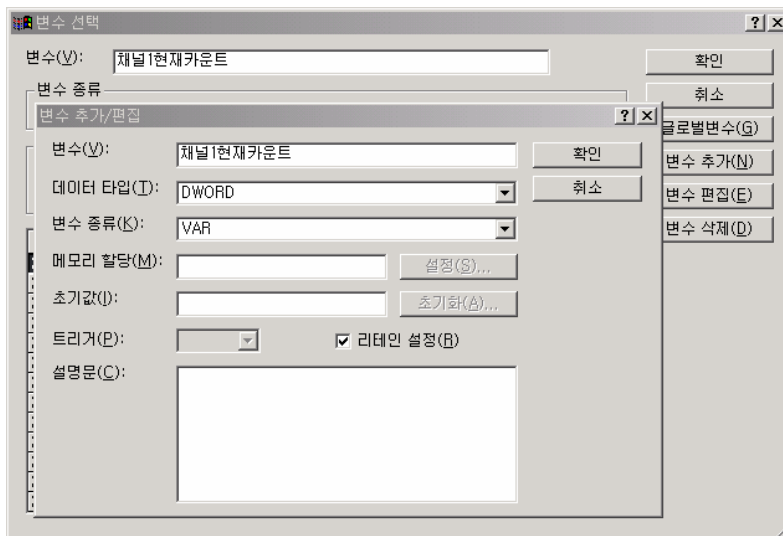 변수 선택
변수(V): 채널1현재카운트
확인
변수 종류
취소
글로벌변수(G)
변수 추가(N)
변수 편집(E)
변수 삭제(D)
변수 추가/편집
변수(V): 채널1현재카운트
확인
데이터 타입(T): DWORD
취소
변수 종류(K): VAR
메모리 할당(M):
설정(S)...
초기값(I):
초기화(A)...
트리거(P):
리테인 설정(R)
설명문(C):